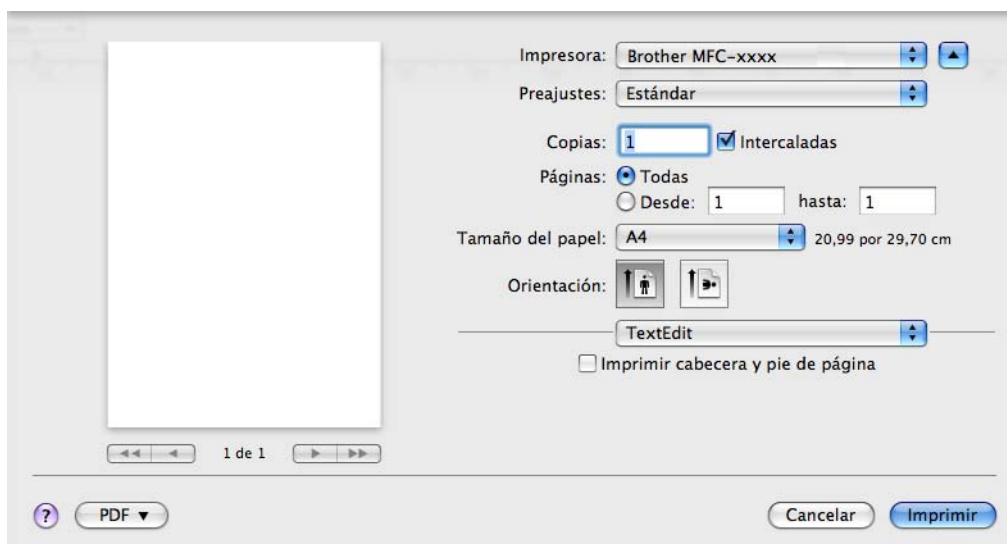 Impresora: Brother MFC-xxxx
Preajustes: Estándar
Copias: 1 Intercaladas
Páginas: Todas
Desde: 1 hasta: 1
Tamaño del papel: A4 20,99 por 29,70 cm
Orientación:
TextEdit
Imprimir cabecera y pie de página
1 de 1
? PDF Cancelar Imprimir